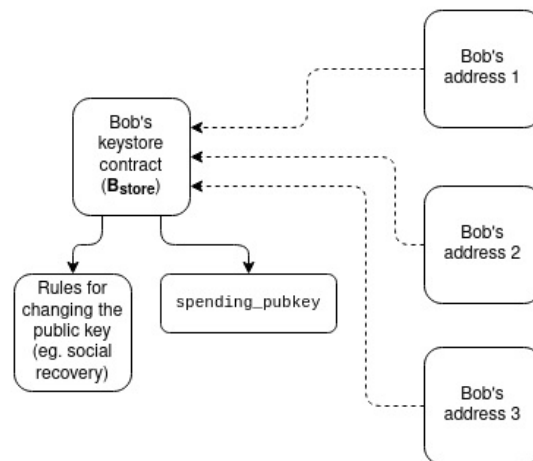 Bob's
keystore
contract
(B_store)
Rules for
changing the
public key
(eg. social
recovery)
spending_pubkey
Bob's
address 1
Bob's
address 2
Bob's
address 3